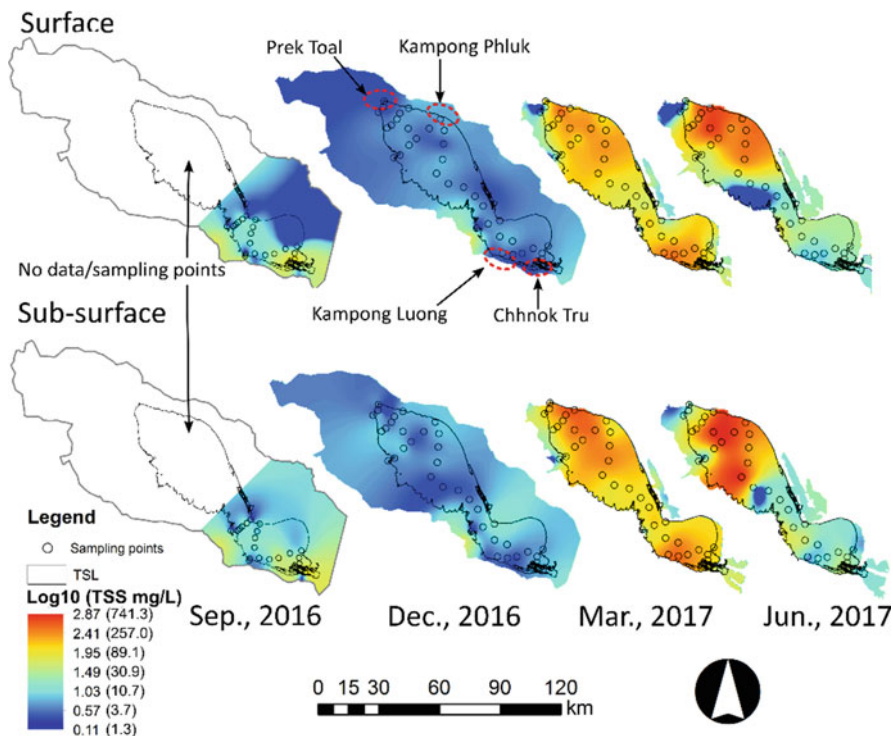 Surface
Prek Toal
Kampong Phluk
No data/sampling points
Kampong Luong
Chhnok Tru
Sub-surface
Legend
Sampling points
TSL
Log10 (TSS mg/L)
2.87 (741.3)
2.41 (257.0)
1.95 (89.1)
1.49 (30.9)
1.03 (10.7)
0.57 (3.7)
0.11 (1.3)
Sep., 2016
Dec., 2016
Mar., 2017
Jun., 2017
0 15 30 60 90 120
km